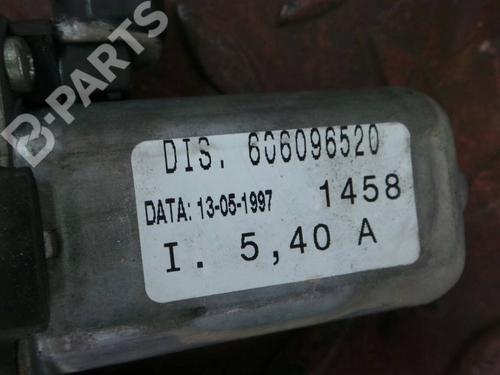 B-PARTS
DIS. 606096520
DATA: 13-05-1997 1458
I. 5,40 A